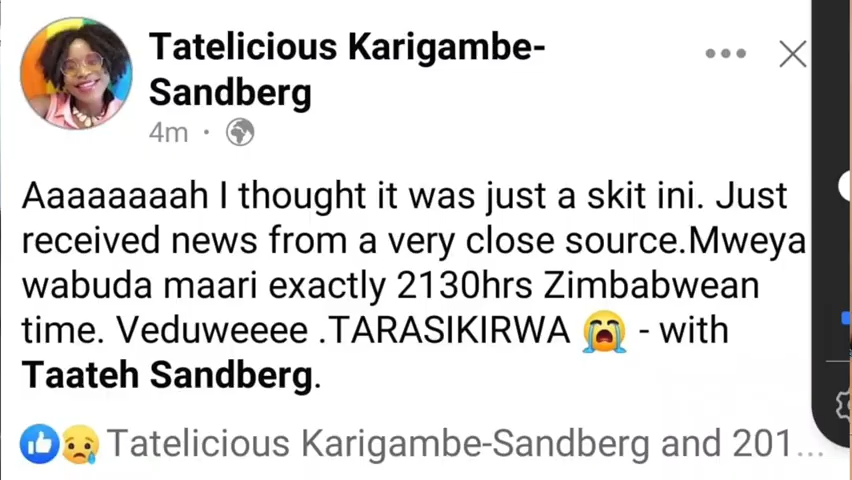 Tatelicious Karigambe-
Sandberg
4m ·
Aaaaaaaah I thought it was just a skit ini. Just
received news from a very close source.Mweya
wabuda maari exactly 2130hrs Zimbabwean
time. Veduweeee .TARASIKIRWA 😭 - with
Taateh Sandberg.
Tatelicious Karigambe-Sandberg and 201...